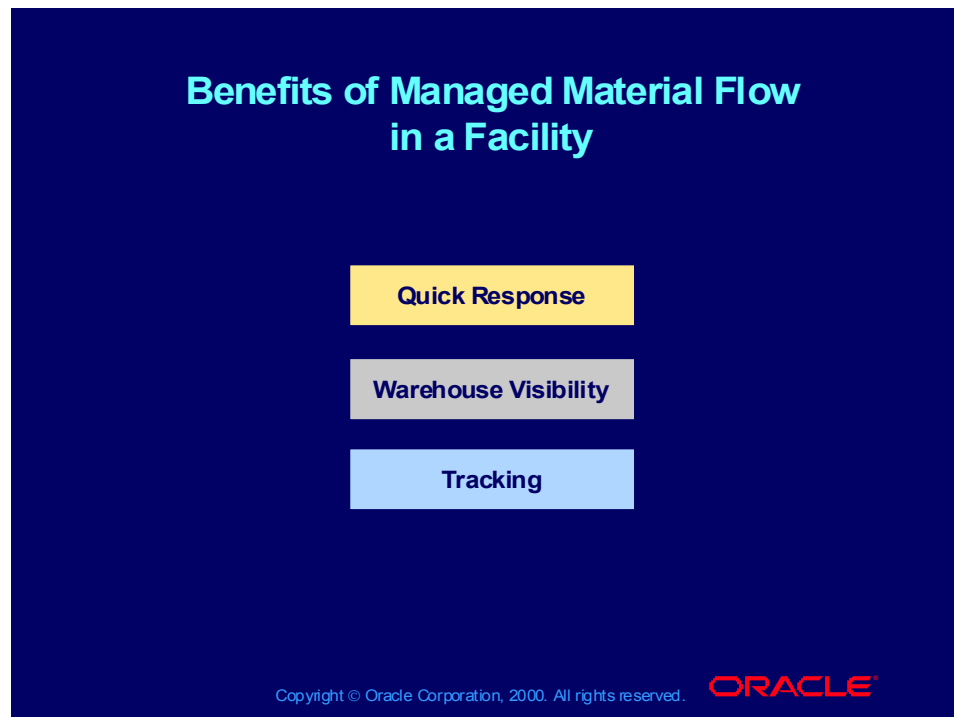 Benefits of Managed Material Flow
in a Facility
Quick Response
Warehouse Visibility
Tracking
Copyright © Oracle Corporation, 2000. All rights reserved.
ORACLE®